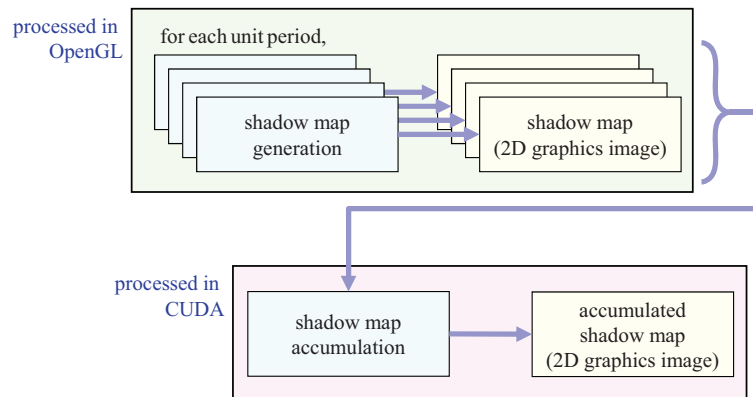 processed in
OpenGL
for each unit period,
shadow map
generation
shadow map
(2D graphics image)
processed in
CUDA
shadow map
accumulation
accumulated
shadow map
(2D graphics image)